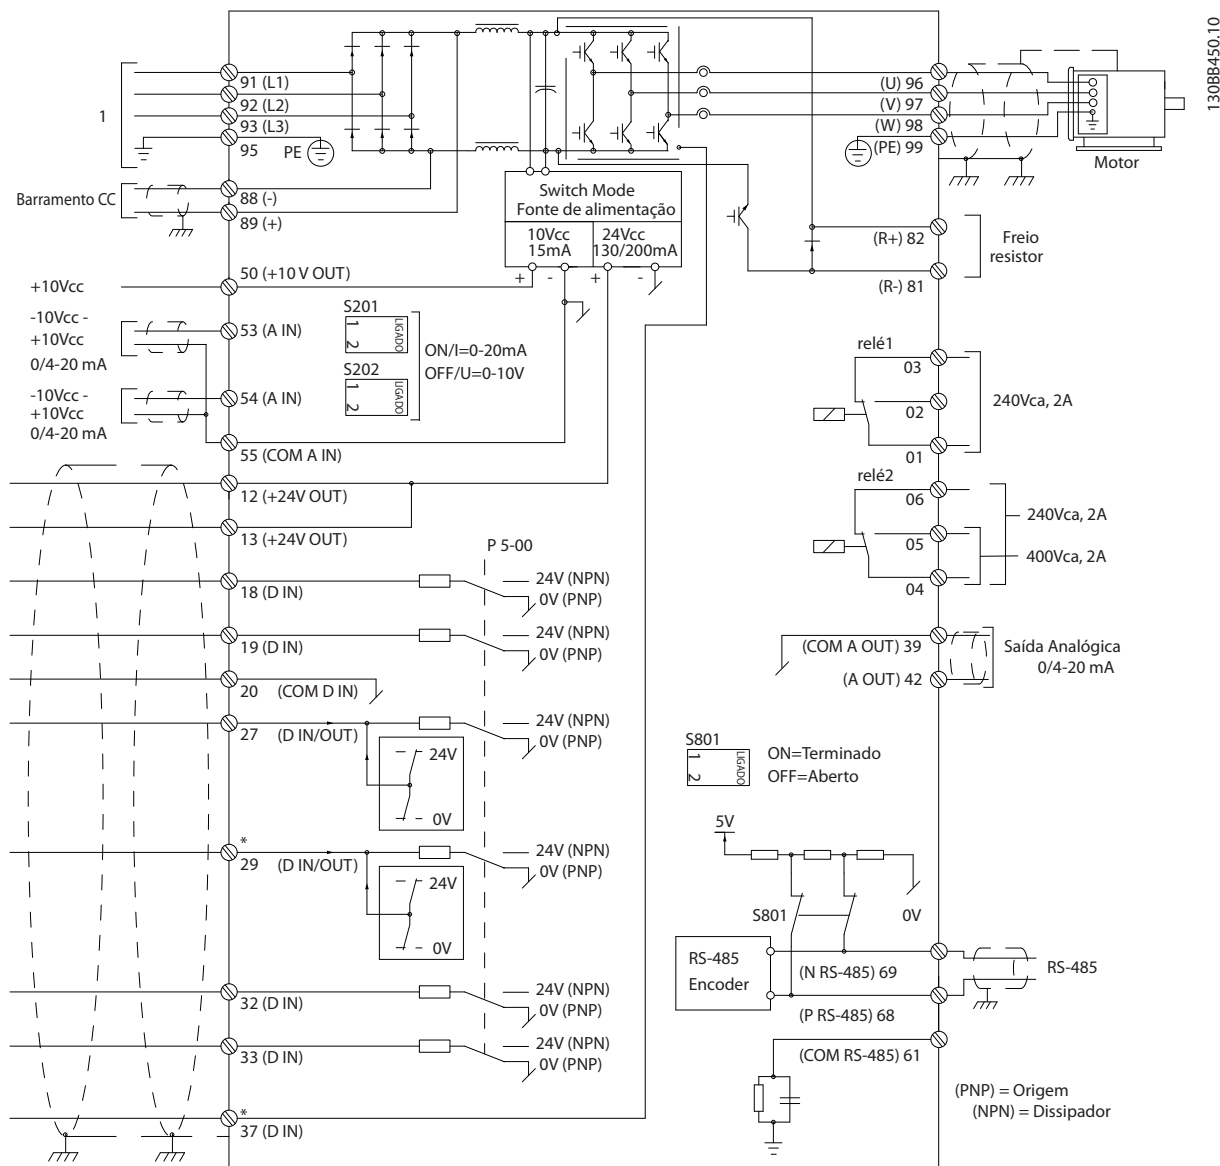 130BB450.10
1
91 (L1)
92 (L2)
93 (L3)
95
PE
Barramento CC
88 (-)
89 (+)
Switch Mode
Fonte de alimentação
10Vcc
15mA
24Vcc
130/200mA
+
-
+
-
(U) 96
(V) 97
(W) 98
(PE) 99
Motor
(R+) 82
(R-) 81
Freio
resistor
+10Vcc
50 (+10 V OUT)
-10Vcc -
+10Vcc
0/4-20 mA
53 (A IN)
-10Vcc -
+10Vcc
0/4-20 mA
54 (A IN)
55 (COM A IN)
S201
1
2
LIGADO
S202
1
2
LIGADO
ON/I=0-20mA
OFF/U=0-10V
relé1
03
02
01
240Vca, 2A
relé2
06
05
04
240Vca, 2A
400Vca, 2A
12 (+24V OUT)
13 (+24V OUT)
P 5-00
18 (D IN)
24V (NPN)
0V (PNP)
19 (D IN)
24V (NPN)
0V (PNP)
20 (COM D IN)
27 (D IN/OUT)
24V (NPN)
0V (PNP)
24V
0V
*
29 (D IN/OUT)
24V (NPN)
0V (PNP)
24V
0V
32 (D IN)
24V (NPN)
0V (PNP)
33 (D IN)
24V (NPN)
0V (PNP)
*
37 (D IN)
(COM A OUT) 39
(A OUT) 42
Saída Analógica
0/4-20 mA
S801
1
2
LIGADO
ON=Terminado
OFF=Aberto
5V
S801
0V
RS-485
Encoder
(N RS-485) 69
(P RS-485) 68
RS-485
(COM RS-485) 61
(PNP) = Origem
(NPN) = Dissipador